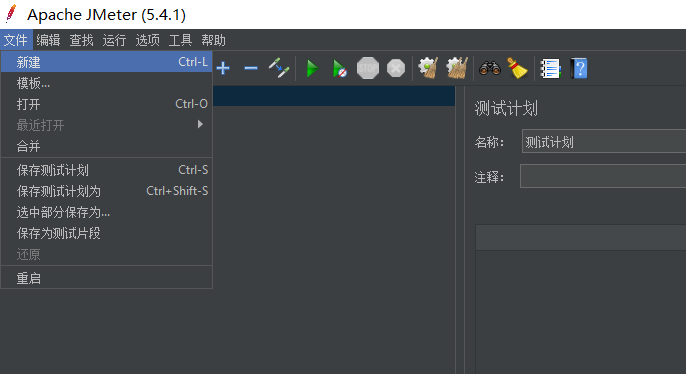 Apache JMeter (5.4.1)
文件 编辑 查找 运行 选项 工具 帮助
新建 Ctrl-L
模板...
打开 Ctrl-O
最近打开
合并
保存测试计划 Ctrl-S
保存测试计划为 Ctrl+Shift-S
选中部分保存为...
保存为测试片段
还原
重启
测试计划
名称: 测试计划
注释: